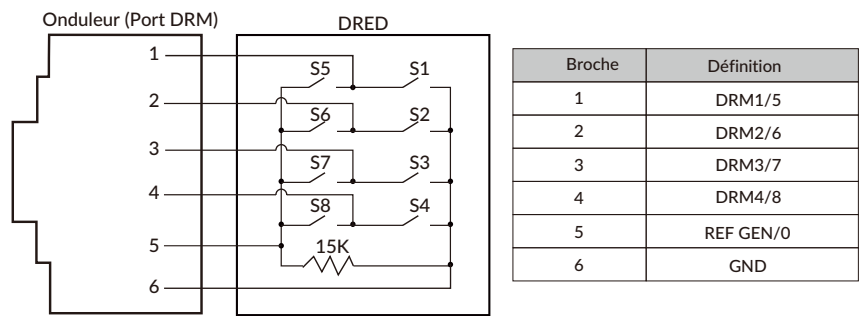 Onduleur (Port DRM)
DRED
1
2
3
4
5
6
S5 S1
S6 S2
S7 S3
S8 S4
15K
Broche Définition
1 DRM1/5
2 DRM2/6
3 DRM3/7
4 DRM4/8
5 REF GEN/0
6 GND